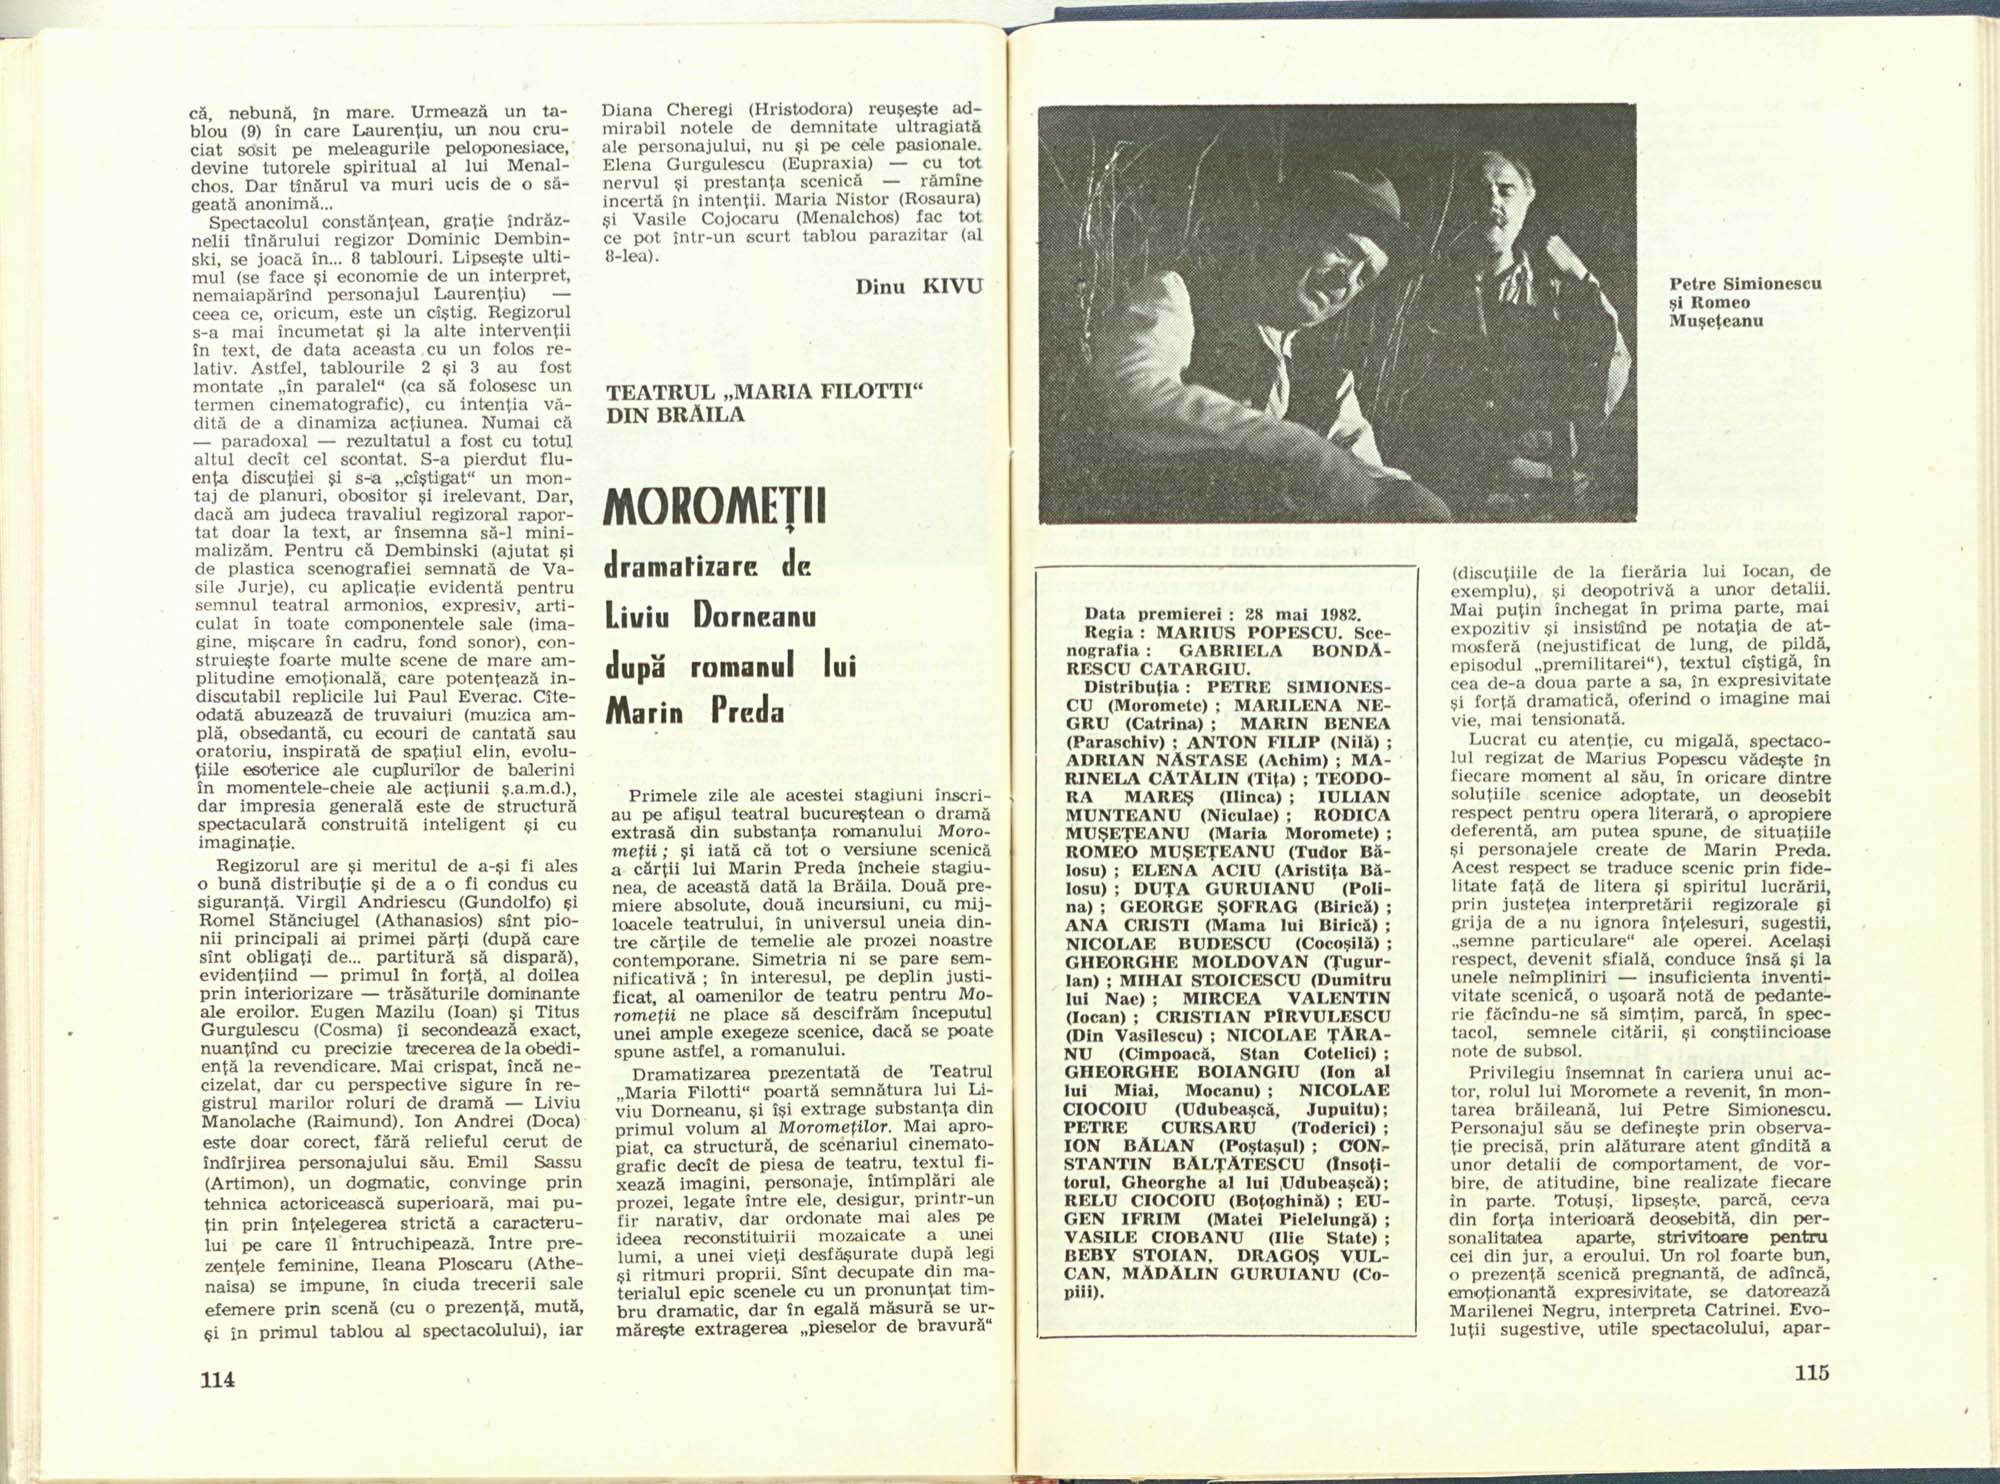 că, nebună, în mare. Urmează un ta-
blou (9) în care Laurențiu, un nou cru-
ciat sosit pe meleagurile peloponesiace,
devine tutorele spiritual al lui Menal-
chos. Dar tînărul va muri ucis de o să-
geată anonimă...
Spectacolul constănțean, grație îndrăz-
nelii tînărului regizor Dominic Dembin-
ski, se joacă în... 8 tablouri. Lipsește ulti-
mul (se face și economie de un interpret,
nemaiapărînd personajul Laurențiu) —
ceea ce, oricum, este un cîștig. Regizorul
s-a mai încumetat și la alte intervenții
în text, de data aceasta cu un folos re-
lativ. Astfel, tablourile 2 și 3 au fost
montate „în paralel“ (ca să folosesc un
termen cinematografic), cu intenția vă-
dită de a dinamiza acțiunea. Numai că
— paradoxal — rezultatul a fost cu totul
altul decît cel scontat. S-a pierdut flu-
ența discuției și s-a „cîștigat“ un mon-
taj de planuri, obositor și irelevant. Dar,
dacă am judeca travaliul regizoral rapor-
tat doar la text, ar însemna să-l mini-
malizăm. Pentru că Dembinski (ajutat și
de plastica scenografiei semnată de Va-
sile Jurje), cu aplicație evidentă pentru
semnul teatral armonios, expresiv, arti-
culat în toate componentele sale (ima-
gine, mișcare în cadru, fond sonor), con-
struiește foarte multe scene de mare am-
plitudine emoțională, care potențează in-
discutabil replicile lui Paul Everac. Cîte-
odată abuzează de truvaiuri (muzica am-
plă, obsedantă, cu ecouri de cantată sau
oratoriu, inspirată de spațiul elin, evolu-
țiile esoterice ale cuplurilor de balerini
în momentele-cheie ale acțiunii ș.a.m.d.),
dar impresia generală este de structură
spectaculară construită inteligent și cu
imaginație.
Regizorul are și meritul de a-și fi ales
o bună distribuție și de a o fi condus cu
siguranță. Virgil Andriescu (Gundolfo) și
Romel Stănciugel (Athanasios) sînt pio-
nii principali ai primei părți (după care
sînt obligați de... partitură să dispară),
evidențiind — primul în forță, al doilea
prin interiorizare — trăsăturile dominante
ale eroilor. Eugen Mazilu (Ioan) și Titus
Gurgulescu (Cosma) îi secondează exact,
nuanțînd cu precizie trecerea de la obedi-
ență la revendicare. Mai crispat, încă ne-
cizelat, dar cu perspective sigure în re-
gistrul marilor roluri de dramă — Liviu
Manolache (Raimund). Ion Andrei (Doca)
este doar corect, fără relieful cerut de
îndîrjirea personajului său. Emil Sassu
(Artimon), un dogmatic, convinge prin
tehnica actoricească superioară, mai pu-
țin prin înțelegerea strictă a caracteru-
lui pe care îl întruchipează. Între pre-
zențele feminine, Ileana Ploscaru (Athe-
naisa) se impune, în ciuda trecerii sale
efemere prin scenă (cu o prezență, mută,
și în primul tablou al spectacolului), iar
114
Diana Cheregi (Hristodora) reușește ad-
mirabil notele de demnitate ultragiată
ale personajului, nu și pe cele pasionale.
Elena Gurgulescu (Eupraxia) — cu tot
nervul și prestanța scenică — rămîne
incertă în intenții. Maria Nistor (Rosaura)
și Vasile Cojocaru (Menalchos) fac tot
ce pot într-un scurt tablou parazitar (al
8-lea).
Dinu KIVU
TEATRUL „MARIA FILOTTI“
DIN BRĂILA
MOROMEȚII
dramatizare de
Liviu Dorneanu
după romanul lui
Marin Preda
Primele zile ale acestei stagiuni înscri-
au pe afișul teatral bucureștean o dramă
extrasă din substanța romanului Moro-
meții ; și iată că tot o versiune scenică
a cărții lui Marin Preda încheie stagiu-
nea, de această dată la Brăila. Două pre-
miere absolute, două incursiuni, cu mij-
loacele teatrului, în universul uneia din-
tre cărțile de temelie ale prozei noastre
contemporane. Simetria ni se pare sem-
nificativă ; în interesul, pe deplin justi-
ficat, al oamenilor de teatru pentru Mo-
romeții ne place să descifrăm începutul
unei ample exegeze scenice, dacă se poate
spune astfel, a romanului.
Dramatizarea prezentată de Teatrul
„Maria Filotti“ poartă semnătura lui Li-
viu Dorneanu, și își extrage substanța din
primul volum al Moromeților. Mai apro-
piat, ca structură, de scenariul cinemato-
grafic decît de piesa de teatru, textul fi-
xează imagini, personaje, întîmplări ale
prozei, legate între ele, desigur, printr-un
fir narativ, dar ordonate mai ales pe
ideea reconstituirii mozaicate a unei
lumi, a unei vieți desfășurate după legi
și ritmuri proprii. Sînt decupate din ma-
terialul epic scenele cu un pronunțat tim-
bru dramatic, dar în egală măsură se ur-
mărește extragerea „pieselor de bravură“
Petre Simionescu
și Romeo
Mușețeanu
Data premierei : 28 mai 1982.
Regia : MARIUS POPESCU. Sce-
nografia : GABRIELA BONDĂ-
RESCU CATARGIU.
Distribuția : PETRE SIMIONES-
CU (Moromete) ; MARILENA NE-
GRU (Catrina) ; MARIN BENEA
(Paraschiv) ; ANTON FILIP (Nilă) ;
ADRIAN NĂSTASE (Achim) ; MA-
RINELA CĂTĂLIN (Tița) ; TEODO-
RA MAREȘ (Ilinca) ; IULIAN
MUNTEANU (Niculae) ; RODICA
MUȘEȚEANU (Maria Moromete) ;
ROMEO MUȘEȚEANU (Tudor Bă-
losu) ; ELENA ACIU (Aristița Bă-
losu) ; DUȚA GURUIANU (Poli-
na) ; GEORGE ȘOFRAG (Birică) ;
ANA CRISTI (Mama lui Birică) ;
NICOLAE BUDESCU (Cocoșilă) ;
GHEORGHE MOLDOVAN (Țugur-
lan) ; MIHAI STOICESCU (Dumitru
lui Nae) ; MIRCEA VALENTIN
(Iocan) ; CRISTIAN PÎRVULESCU
(Din Vasilescu) ; NICOLAE ȚĂRA-
NU (Cimpoacă, Stan Cotelici) ;
GHEORGHE BOIANGIU (Ion al
lui Miai, Mocanu) ; NICOLAE
CIOCOIU (Udubească, Jupuitu);
PETRE CURSARU (Toderici) ;
ION BĂLAN (Poștașul) ; CON-
STANTIN BĂLȚĂTESCU (Însoți-
torul, Gheorghe al lui Udubeașcă);
RELU CIOCOIU (Boțoghină) ; EU-
GEN IFRIM (Matei Pielelungă) ;
VASILE CIOBANU (Ilie State) ;
BEBY STOIAN, DRAGOȘ VUL-
CAN, MĂDĂLIN GURUIANU (Co-
piii).
(discuțiile de la fierăria lui Iocan, de
exemplu), și deopotrivă a unor detalii.
Mai puțin închegat în prima parte, mai
expozitiv și insistînd pe notația de at-
mosferă (nejustificat de lung, de pildă,
episodul „premilitarei“), textul cîștigă, în
cea de-a doua parte a sa, în expresivitate
și forță dramatică, oferind o imagine mai
vie, mai tensionată.
Lucrat cu atenție, cu migală, spectaco-
lul regizat de Marius Popescu vădește în
fiecare moment al său, în oricare dintre
soluțiile scenice adoptate, un deosebit
respect pentru opera literară, o apropiere
deferentă, am putea spune, de situațiile
și personajele create de Marin Preda.
Acest respect se traduce scenic prin fide-
litate față de litera și spiritul lucrării,
prin justețea interpretării regizorale și
grija de a nu ignora înțelesuri, sugestii,
„semne particulare“ ale operei. Același
respect, devenit sfială, conduce însă și la
unele neîmpliniri — insuficienta inventi-
vitate scenică, o ușoară notă de pedante-
rie făcîndu-ne să simțim, parcă, în spec-
tacol, semnele citării, și conștiincioase
note de subsol.
Privilegiu însemnat în cariera unui ac-
tor, rolul lui Moromete a revenit, în mon-
tarea brăileană, lui Petre Simionescu.
Personajul său se definește prin observa-
ție precisă, prin alăturare atent gîndită a
unor detalii de comportament, de vor-
bire, de atitudine, bine realizate fiecare
în parte. Totuși, lipsește, parcă, ceva
din forța interioară deosebită, din per-
sonalitatea aparte, strivitoare pentru
cei din jur, a eroului. Un rol foarte bun,
o prezență scenică pregnantă, de adîncă,
emoționantă expresivitate, se datorează
Marilenei Negru, interpreta Catrinei. Evo-
luții sugestive, utile spectacolului, apar-
115